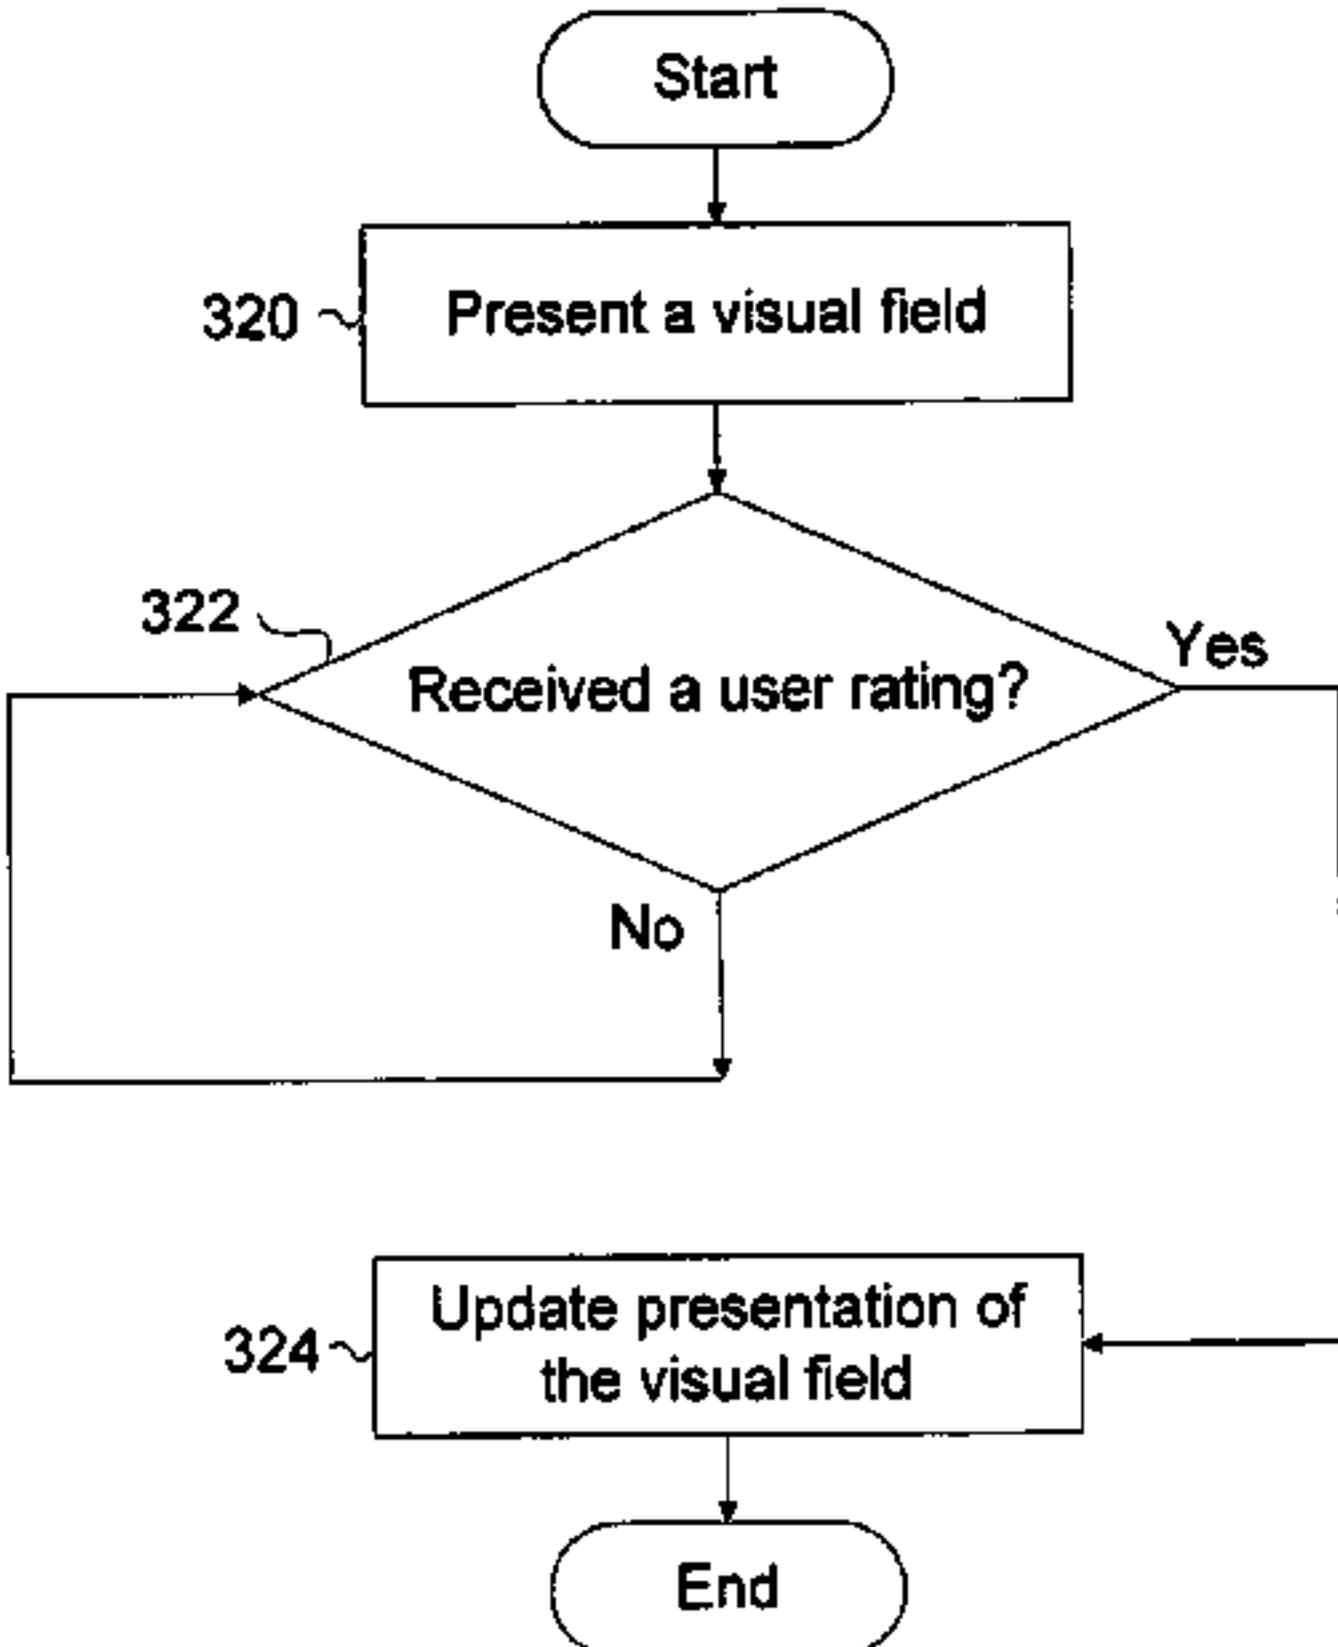 Start
320
Present a visual field
322
Received a user rating?
Yes
No
324
Update presentation of
the visual field
End